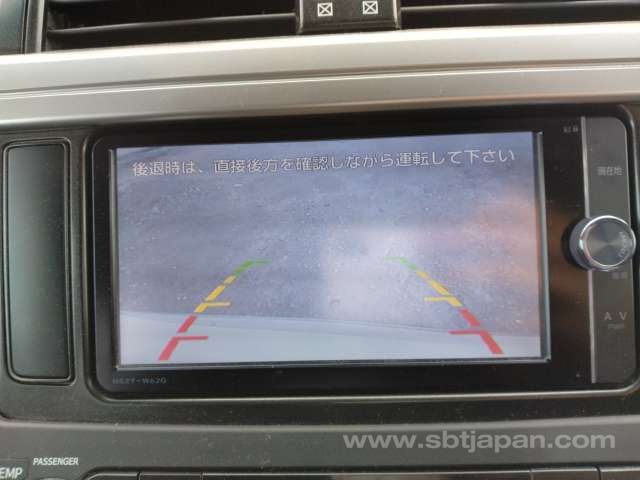 後退時は、直接後方を確認しながら運転して下さい
現在地
A V
NSZT-W62G
www.sbtjapan.com
PASSENGER
TEMP